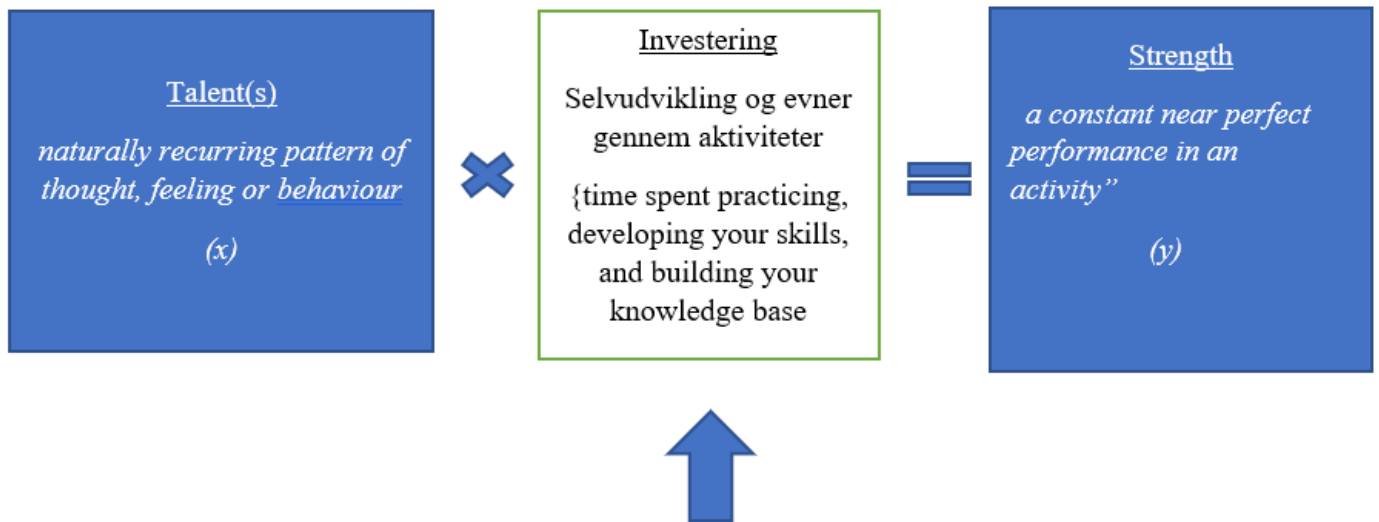 Talent(s)
naturally recurring pattern of
thought, feeling or behaviour
(x)
Investering
Selvudvikling og evner
gennem aktiviteter
{time spent practicing,
developing your skills,
and building your
knowledge base
Strength
a constant near perfect
performance in an
activity”
(y)